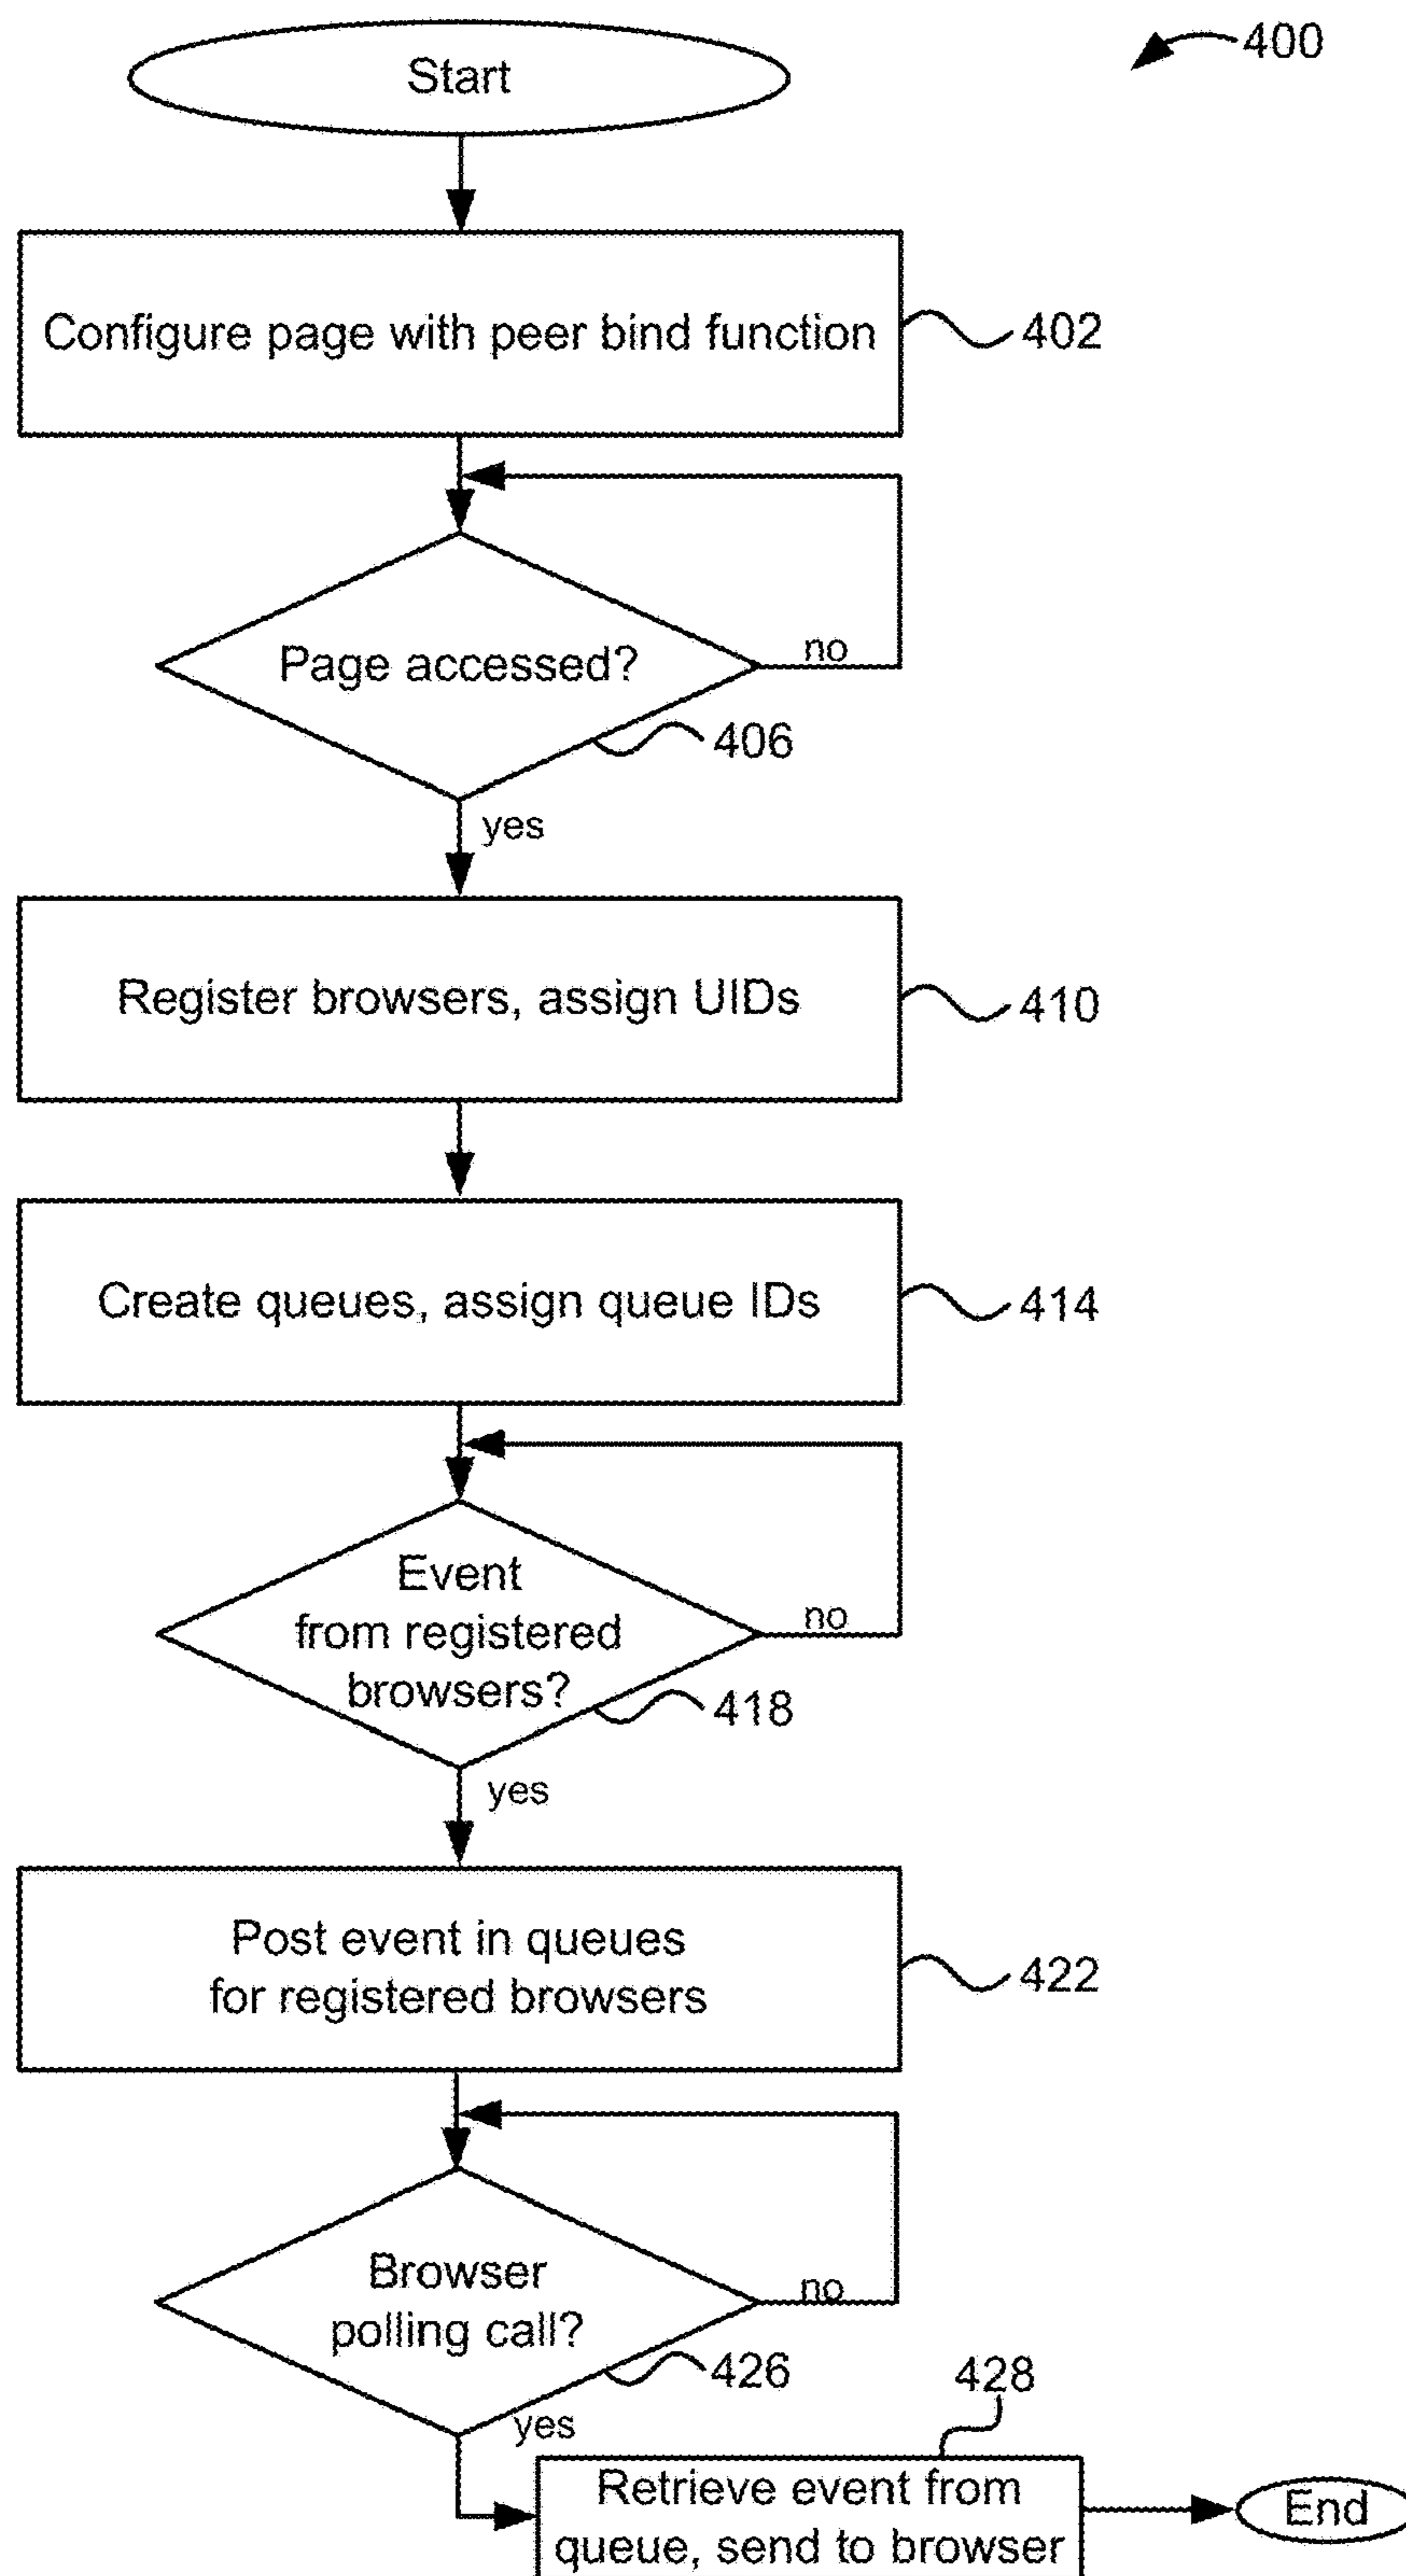 Start
400
Configure page with peer bind function
402
Page accessed?
no
406
yes
Register browsers, assign UIDs
410
Create queues, assign queue IDs
414
Event
from registered
browsers?
no
418
yes
Post event in queues
for registered browsers
422
Browser
polling call?
no
426
428
yes
Retrieve event from
queue, send to browser
End